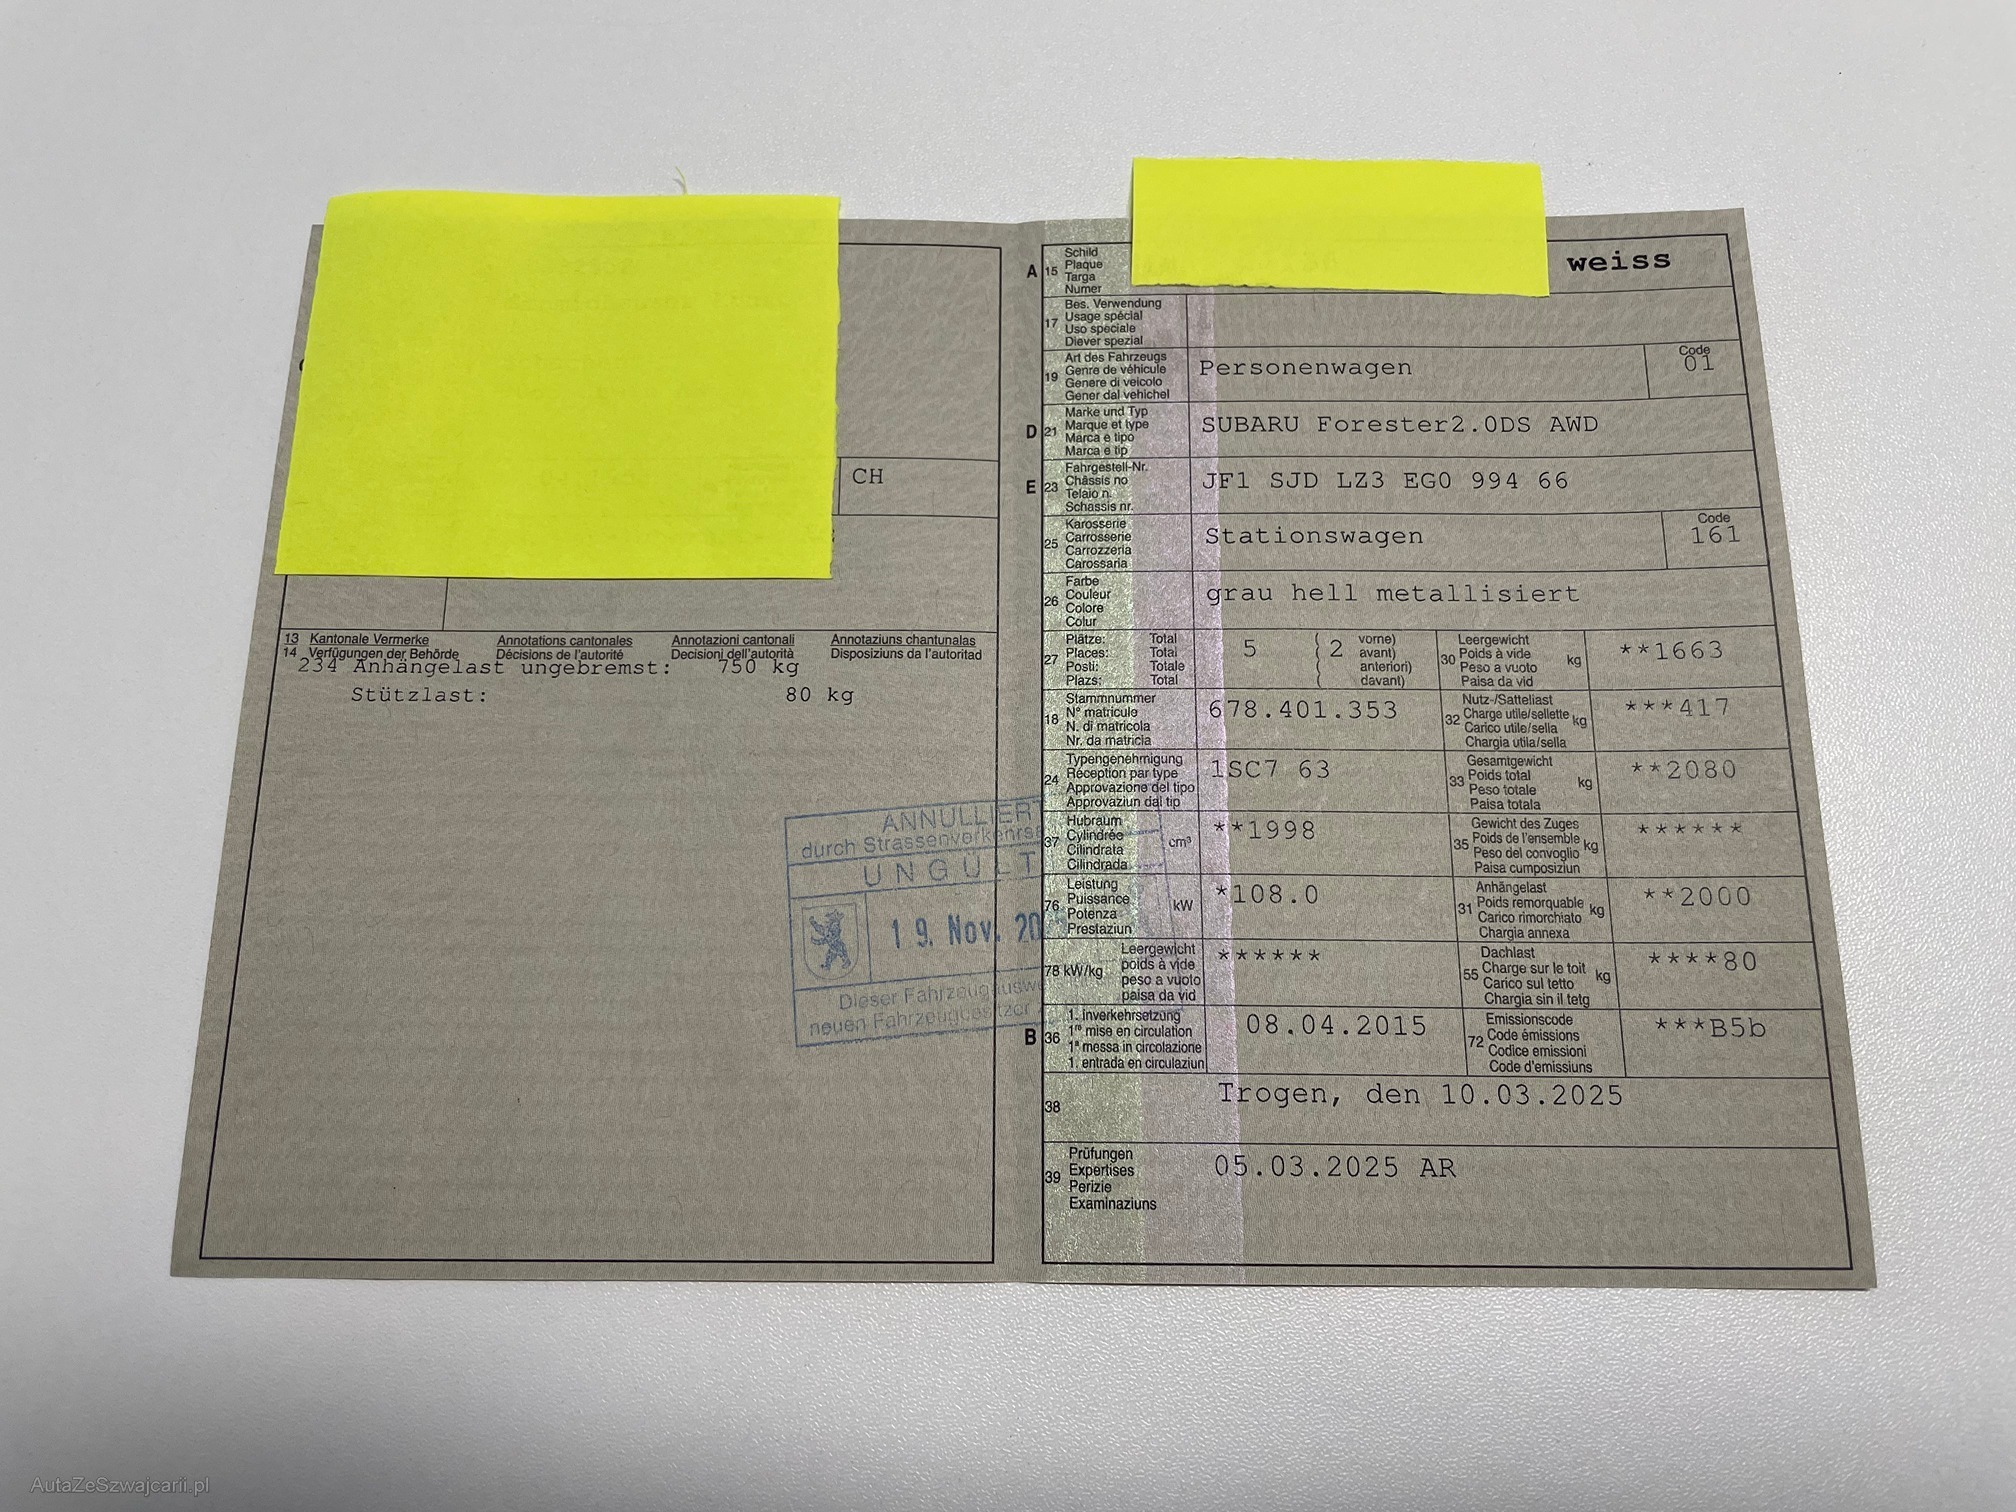 CH
13 Kantonale Vermerke Annotations cantonales Annotazioni cantonali Annotaziuns chantunalas
14 Verfügungen der Behörde Décisions de l'autorité Decisioni dell'autorità Disposiziuns da l'autoritad
234 Anhängelast ungebremst: 750 kg
Stützlast: 80 kg
ANNULLIERT
durch Strassenverkehrs
UNGÜLT
19. Nov. 20
Dieser Fahrzeugausw
neuen Fahrzeugbesitzer
A 15 Schild
Plaque
Targa
Numer
weiss
17 Bes. Verwendung
Usage spécial
Uso speciale
Diever spezial
19 Art des Fahrzeugs
Genre de véhicule
Genere di veicolo
Gener dal vehichel
Personenwagen
Code
01
D 21 Marke und Typ
Marque et type
Marca e tipo
Marca e tip
SUBARU Forester2.0DS AWD
E 23 Fahrgestell-Nr.
Châssis no
Telaio n.
Schassis nr.
JF1 SJD LZ3 EG0 994 66
25 Karosserie
Carrosserie
Carrozzeria
Carossaria
Stationswagen
Code
161
26 Farbe
Couleur
Colore
Colur
grau hell metallisiert
27 Plätze: Total
Places: Total
Posti: Totale
Plazs: Total
5 ( 2 vorne)
( avant)
( anteriori)
( davant)
30 Leergewicht
Poids à vide
Peso a vuoto
Paisa da vid
kg
**1663
18 Stammnummer
N° matricule
N. di matricola
Nr. da matricla
678.401.353
32 Nutz-/Sattellast
Charge utile/sellette
Carico utile/sella
Chargia utila/sella
kg
***417
24 Typengenehmigung
Réception par type
Approvazione del tipo
Approvaziun dal tip
1SC7 63
33 Gesamtgewicht
Poids total
Peso totale
Paisa totala
kg
**2080
37 Hubraum
Cylindrée
Cilindrata
Cilindrada
cm³
**1998
35 Gewicht des Zuges
Poids de l'ensemble
Peso del convoglio
Paisa cumposiziun
kg
******
76 Leistung
Puissance
Potenza
Prestaziun
kW
*108.0
31 Anhängelast
Poids remorquable
Carico rimorchiato
Chargia annexa
kg
**2000
78 kW/kg Leergewicht
poids à vide
peso a vuoto
paisa da vid
******
55 Dachlast
Charge sur le toit
Carico sul tetto
Chargia sin il tetg
kg
****80
B 36 1. Inverkehrsetzung
1re mise en circulation
1a messa in circolazione
1. entrada en circulaziun
08.04.2015
72 Emissionscode
Code émissions
Codice emissioni
Code d'emissiuns
***B5b
38 Trogen, den 10.03.2025
39 Prüfungen
Expertises
Perizie
Examinaziuns
05.03.2025 AR
AutaZeSzwajcarii.pl